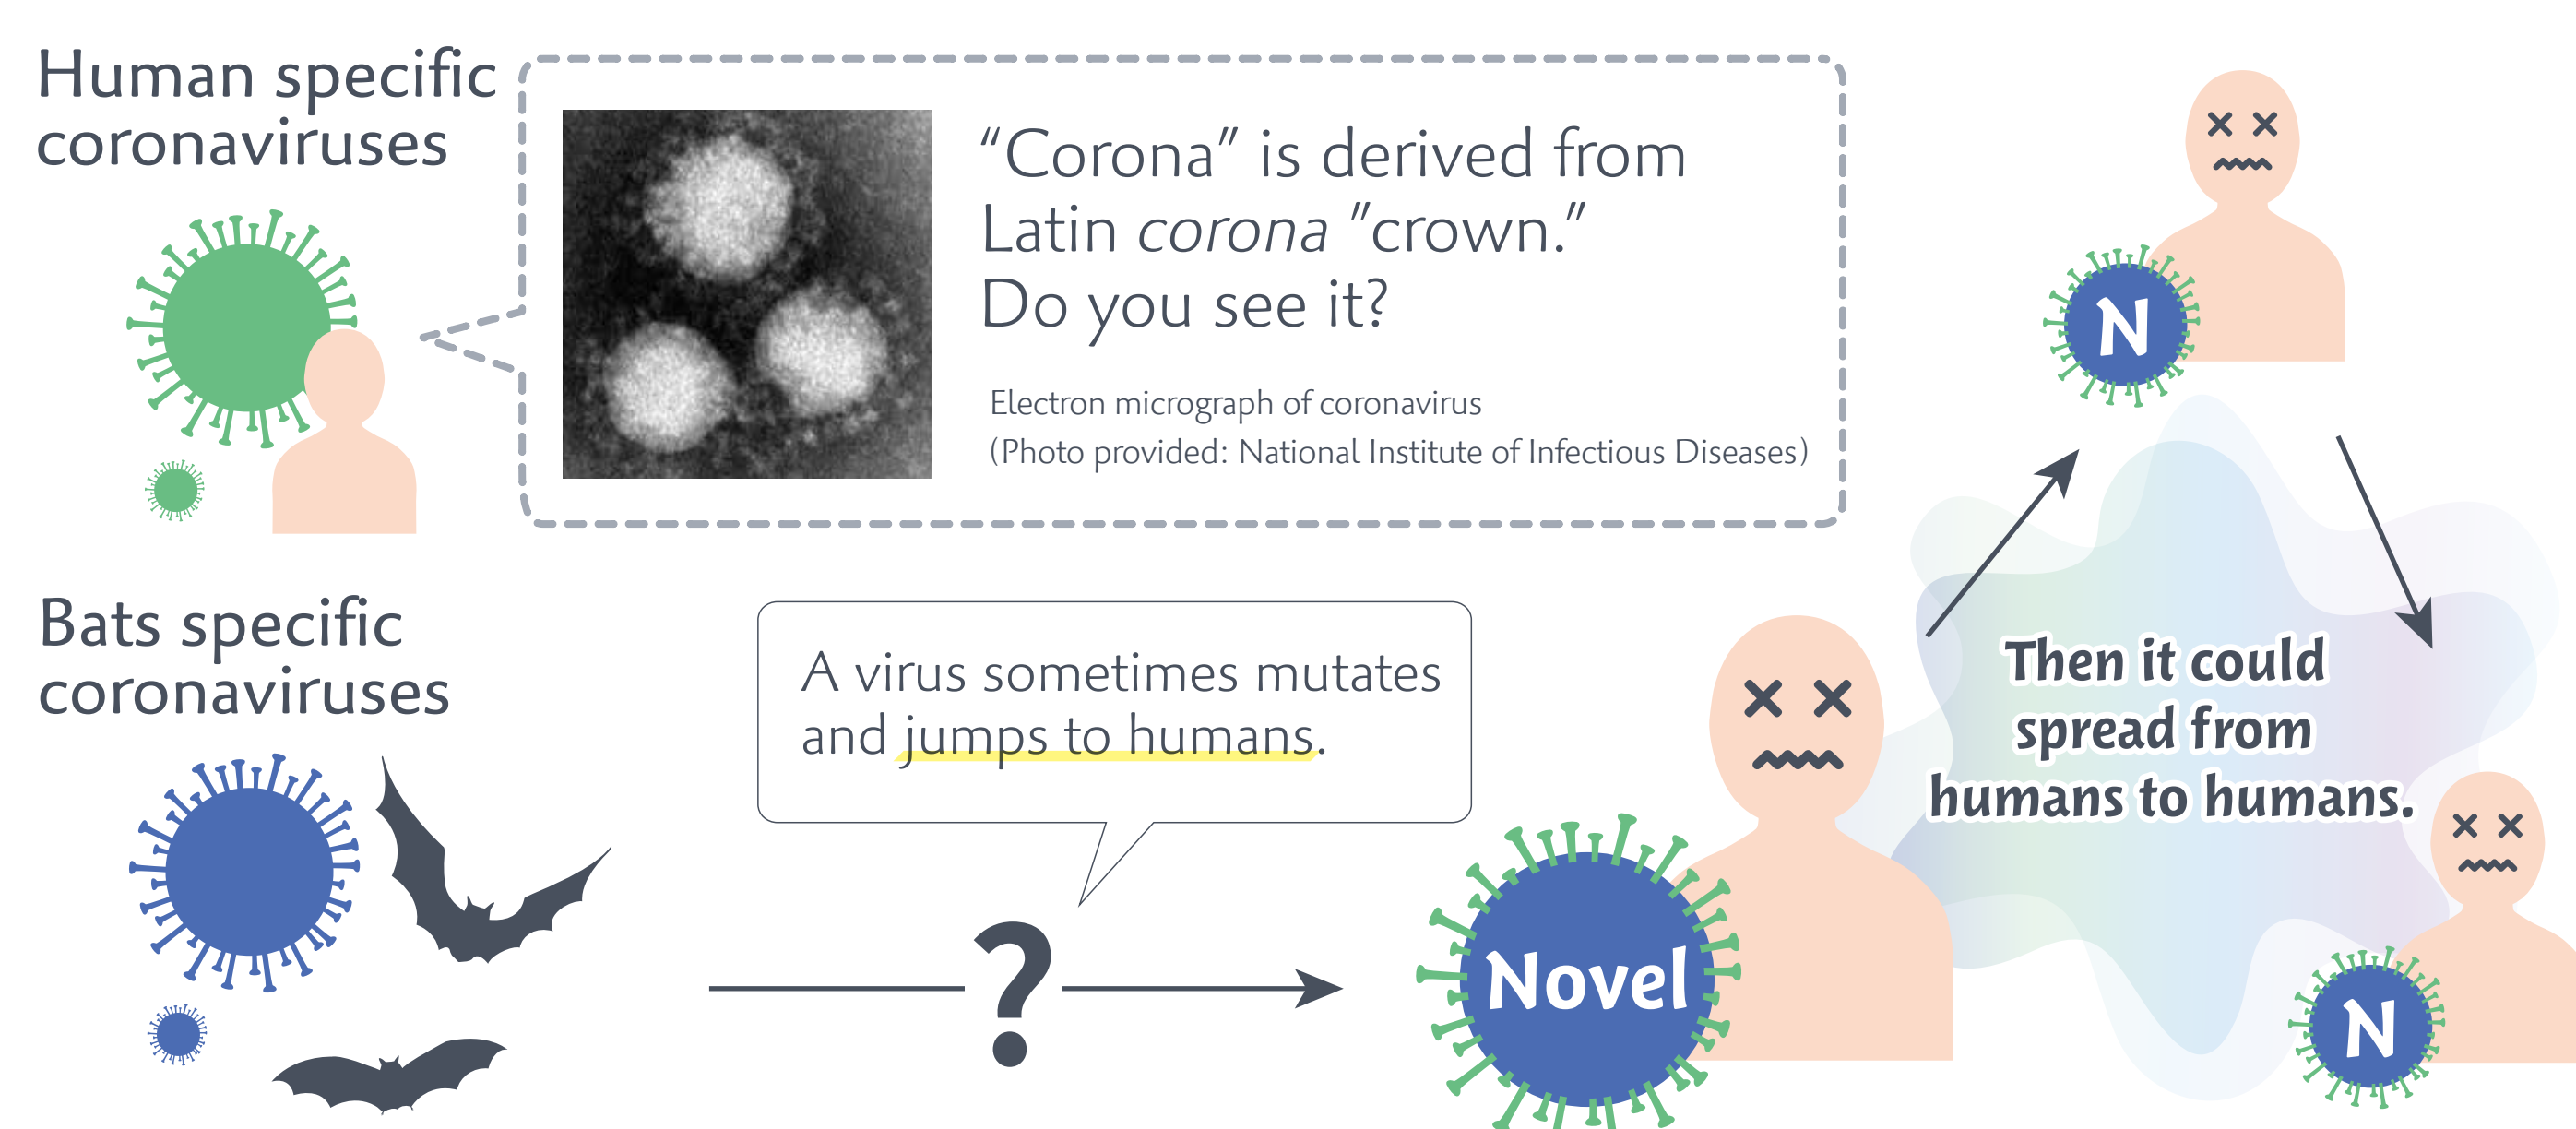 Human specific
coronaviruses
“Corona” is derived from
Latin corona ”crown.”
Do you see it?
Electron micrograph of coronavirus
(Photo provided: National Institute of Infectious Diseases)
N
Bats specific
coronaviruses
A virus sometimes mutates
and jumps to humans.
?
Novel
Then it could
spread from
humans to humans.
N